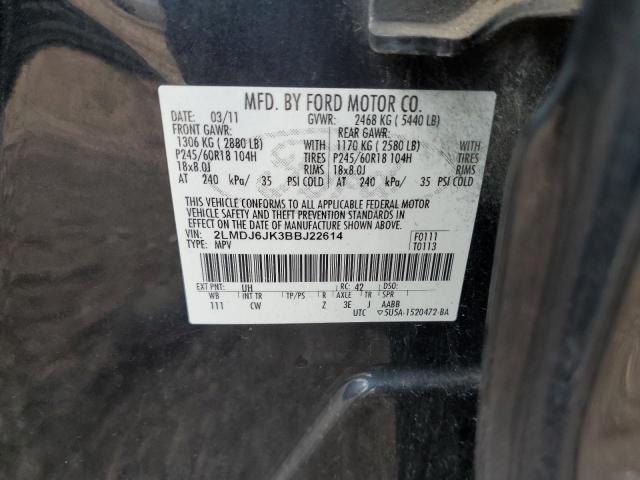 MFD. BY FORD MOTOR CO.
DATE: 03/11 GVWR: 2468 KG (5440 LB)
FRONT GAWR: REAR GAWR:
1306 KG (2880 LB) WITH 1170 KG (2580 LB) WITH
P245/60R18 104H TIRES P245/60R18 104H TIRES
18x8.0J RIMS 18x8.0J RIMS
AT 240 kPa/ 35 PSI COLD AT 240 kPa/ 35 PSI COLD
THIS VEHICLE CONFORMS TO ALL APPLICABLE FEDERAL MOTOR
VEHICLE SAFETY AND THEFT PREVENTION STANDARDS IN
EFFECT ON THE DATE OF MANUFACTURE SHOWN ABOVE.
VIN: 2LMDJ6JK3BBJ22614 F0111
TYPE: MPV T0113
EXT PNT: UH RC: 42 DSO:
WB INT TR TP/PS R AXLE TR SPR
111 CW Z 3E J AABB
UTC ▽5U5A-1520472-BA